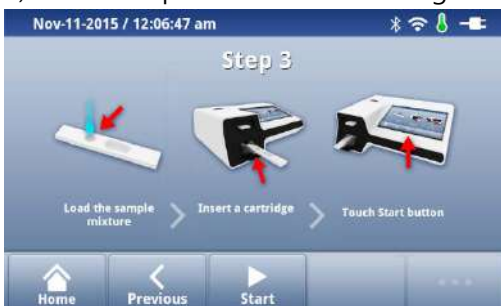 Nov-11-2015 / 12:06:47 am
Step 3
Load the sample
mixture
Insert a cartridge
Touch Start button
Home
Previous
Start